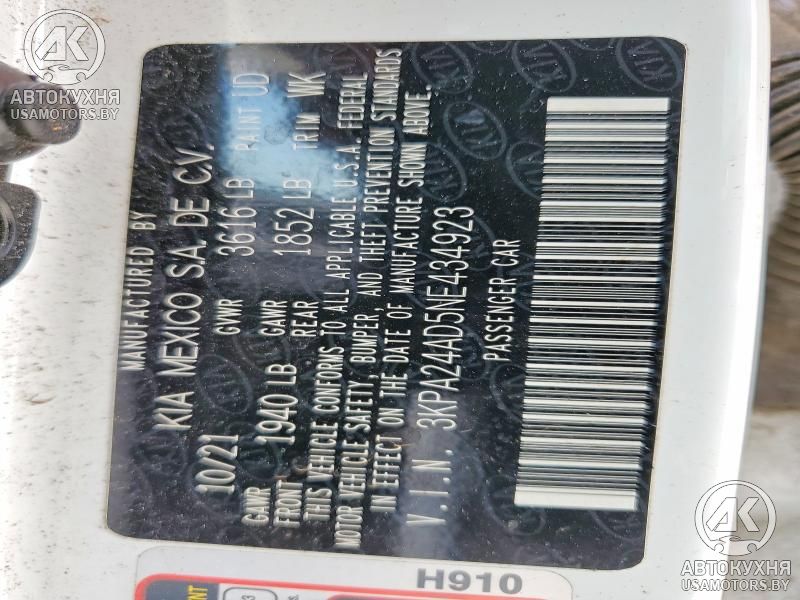 MANUFACTURED BY
KIA MEXICO S.A. DE C.V.
10/21 GVWR 3616 LB PAINT UD
GAWR FRONT 1940 LB GAWR REAR 1852 LB TRIM WK
THIS VEHICLE CONFORMS TO ALL APPLICABLE U.S.A. FEDERAL
MOTOR VEHICLE SAFETY, BUMPER, AND THEFT PREVENTION STANDARDS
IN EFFECT ON THE DATE OF MANUFACTURE SHOWN ABOVE.
V.I.N. 3KPA24AD5NE434923
PASSENGER CAR
H910
АК
АВТОКУХНЯ
USAMOTORS.BY
АК
АВТОКУХНЯ
USAMOTORS.BY